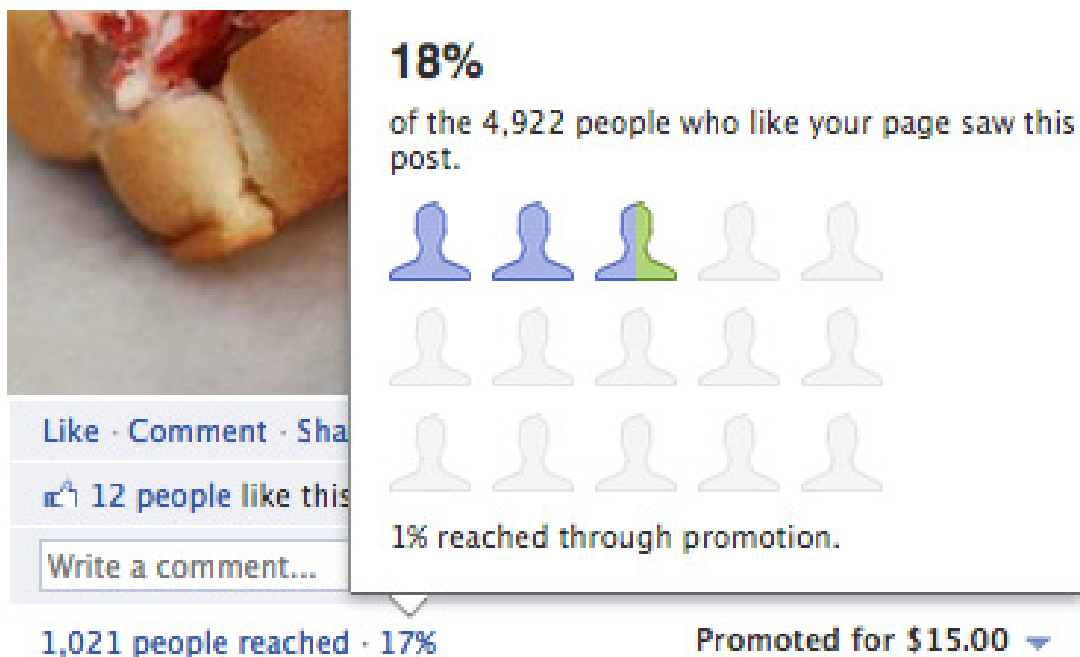 18%
of the 4,922 people who like your page saw this
post.
1% reached through promotion.
Like · Comment · Sha
12 people like this
Write a comment...
1,021 people reached · 17%
Promoted for $15.00